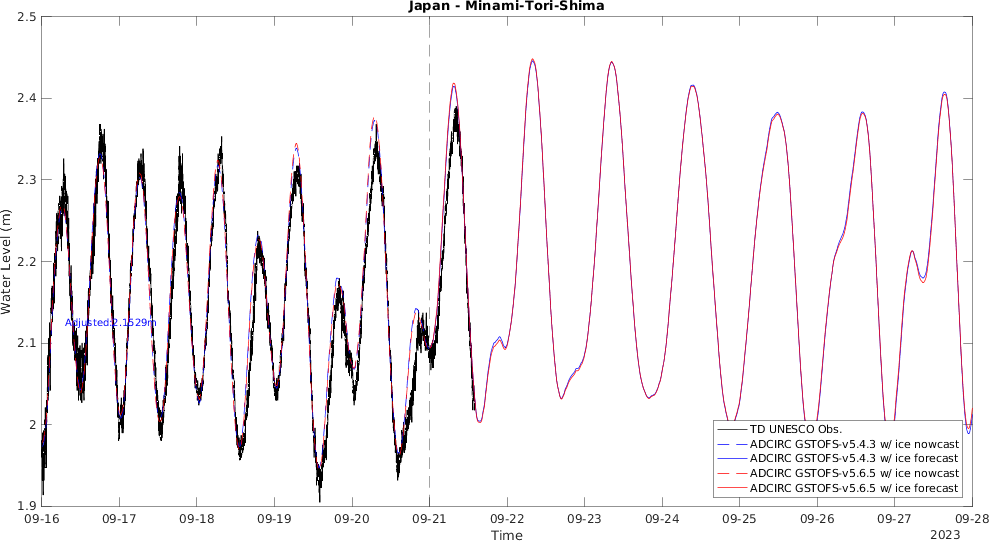 Japan - Minami-Tori-Shima
2.5
2.4
2.3
2.2
2.1
2
1.9
Water Level (m)
Adjusted:2.1529m
TD UNESCO Obs.
ADCIRC GSTOFS-v5.4.3 w/ ice nowcast
ADCIRC GSTOFS-v5.4.3 w/ ice forecast
ADCIRC GSTOFS-v5.6.5 w/ ice nowcast
ADCIRC GSTOFS-v5.6.5 w/ ice forecast
09-16 09-17 09-18 09-19 09-20 09-21 09-22 09-23 09-24 09-25 09-26 09-27 09-28
Time
2023